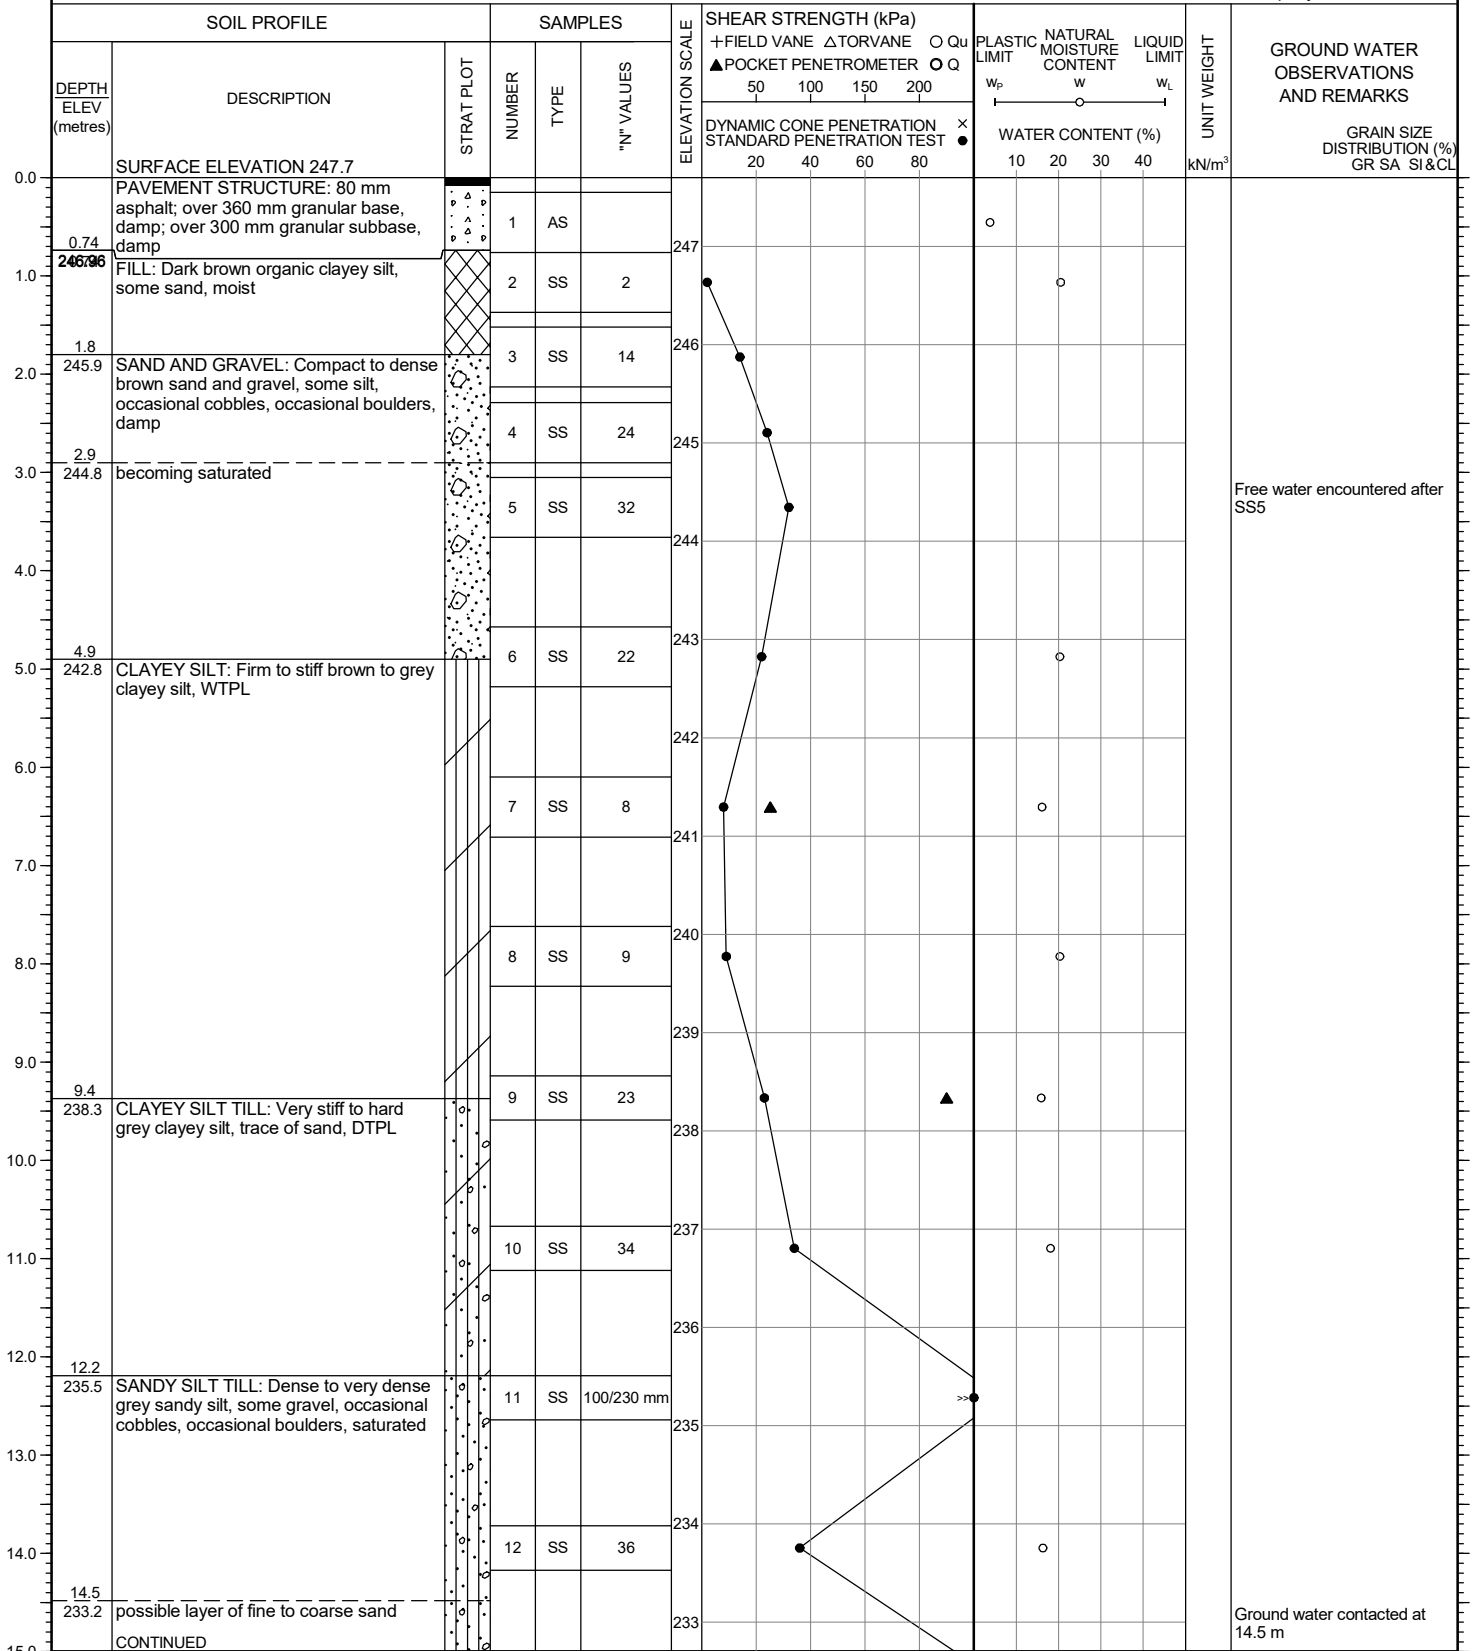 SOIL PROFILE
SAMPLES
ELEVATION SCALE
SHEAR STRENGTH (kPa)
+FIELD VANE △TORVANE ○ Qu
▲POCKET PENETROMETER O Q
50 100 150 200
DYNAMIC CONE PENETRATION ×
STANDARD PENETRATION TEST ●
20 40 60 80
PLASTIC LIMIT
NATURAL MOISTURE CONTENT
LIQUID LIMIT
WP W WL
WATER CONTENT (%)
10 20 30 40
UNIT WEIGHT
kN/m³
GROUND WATER
OBSERVATIONS
AND REMARKS
GRAIN SIZE
DISTRIBUTION (%)
GR SA SI&CL
DEPTH
ELEV
(metres)
DESCRIPTION
STRAT PLOT
NUMBER
TYPE
"N" VALUES
SURFACE ELEVATION 247.7
0.0
PAVEMENT STRUCTURE: 80 mm
asphalt; over 360 mm granular base,
damp; over 300 mm granular subbase,
damp
1 AS
0.74
247
FILL: Dark brown organic clayey silt,
some sand, moist
1.0
2 SS 2
1.8
246
245.9
SAND AND GRAVEL: Compact to dense
brown sand and gravel, some silt,
occasional cobbles, occasional boulders,
damp
3 SS 14
2.0
4 SS 24
245
2.9
244.8
becoming saturated
3.0
5 SS 32
Free water encountered after
SS5
244
4.0
243
4.9
242.8
CLAYEY SILT: Firm to stiff brown to grey
clayey silt, WTPL
6 SS 22
5.0
242
6.0
7 SS 8
241
7.0
240
8 SS 9
8.0
239
9.0
9.4
238.3
CLAYEY SILT TILL: Very stiff to hard
grey clayey silt, trace of sand, DTPL
9 SS 23
238
10.0
237
10 SS 34
11.0
236
12.0
12.2
235.5
SANDY SILT TILL: Dense to very dense
grey sandy silt, some gravel, occasional
cobbles, occasional boulders, saturated
11 SS 100/230 mm
>>
235
13.0
234
12 SS 36
14.0
14.5
233.2
possible layer of fine to coarse sand
233
Ground water contacted at
14.5 m
CONTINUED
15.0